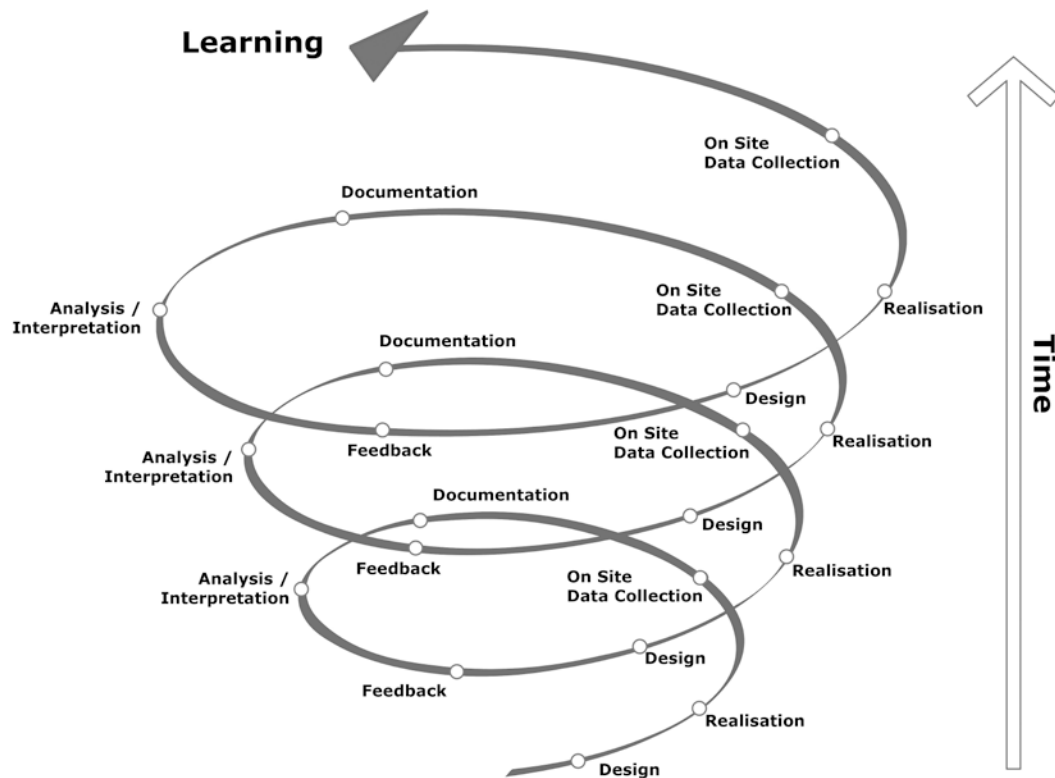 Learning
On Site
Data Collection
Documentation
On Site
Data Collection
Realisation
Analysis /
Interpretation
Documentation
Time
Design
On Site
Data Collection
Realisation
Feedback
Analysis /
Interpretation
Documentation
Design
Feedback
On Site
Data Collection
Realisation
Analysis /
Interpretation
Design
Feedback
Realisation
Design